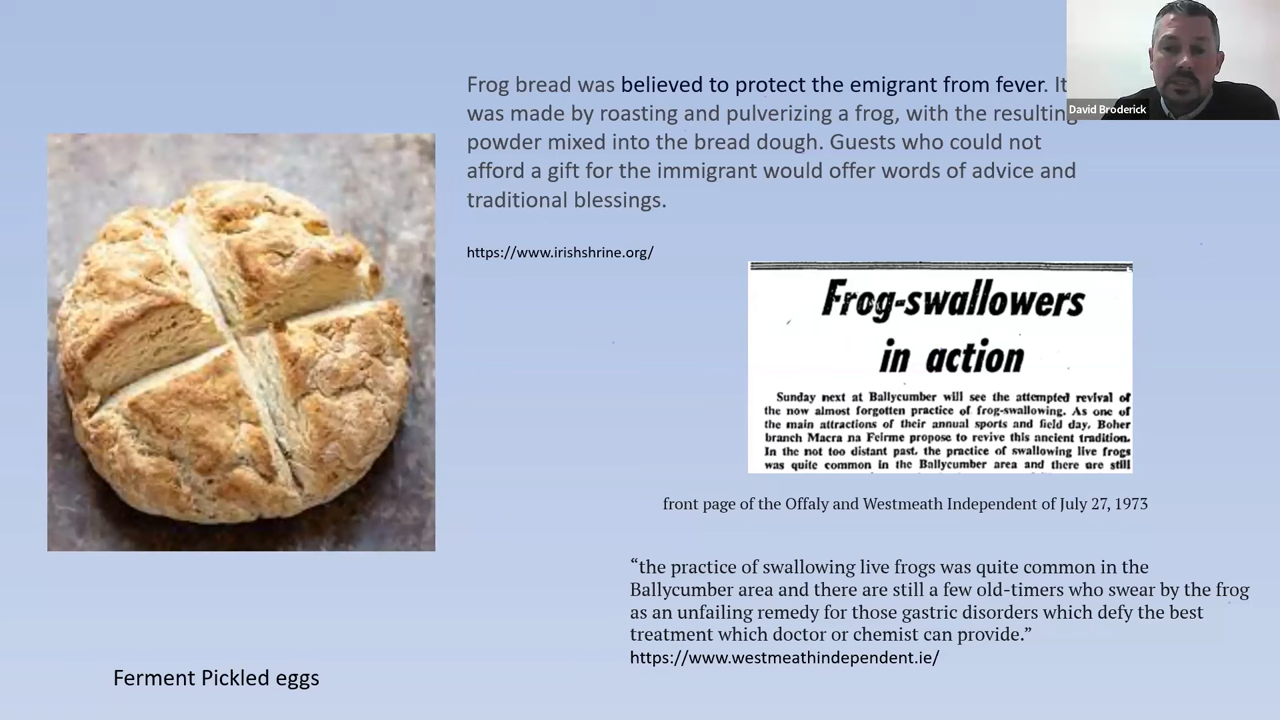 Frog bread was believed to protect the emigrant from fever. It
was made by roasting and pulverizing a frog, with the resulting
powder mixed into the bread dough. Guests who could not
afford a gift for the immigrant would offer words of advice and
traditional blessings.
https://www.irishshrine.org/
David Broderick
Frog-swallowers
in action
Sunday next at Ballycumber will see the attempted revival of
the now almost forgotten practice of frog-swallowing. As one of
the main attractions of their annual sports and field day, Boher
branch Macra na Feirme propose to revive this ancient tradition.
In the not too distant past, the practice of swallowing live frogs
was quite common in the Ballycumber area and there are still
front page of the Offaly and Westmeath Independent of July 27, 1973
“the practice of swallowing live frogs was quite common in the
Ballycumber area and there are still a few old-timers who swear by the frog
as an unfailing remedy for those gastric disorders which defy the best
treatment which doctor or chemist can provide.”
https://www.westmeathindependent.ie/
Ferment Pickled eggs